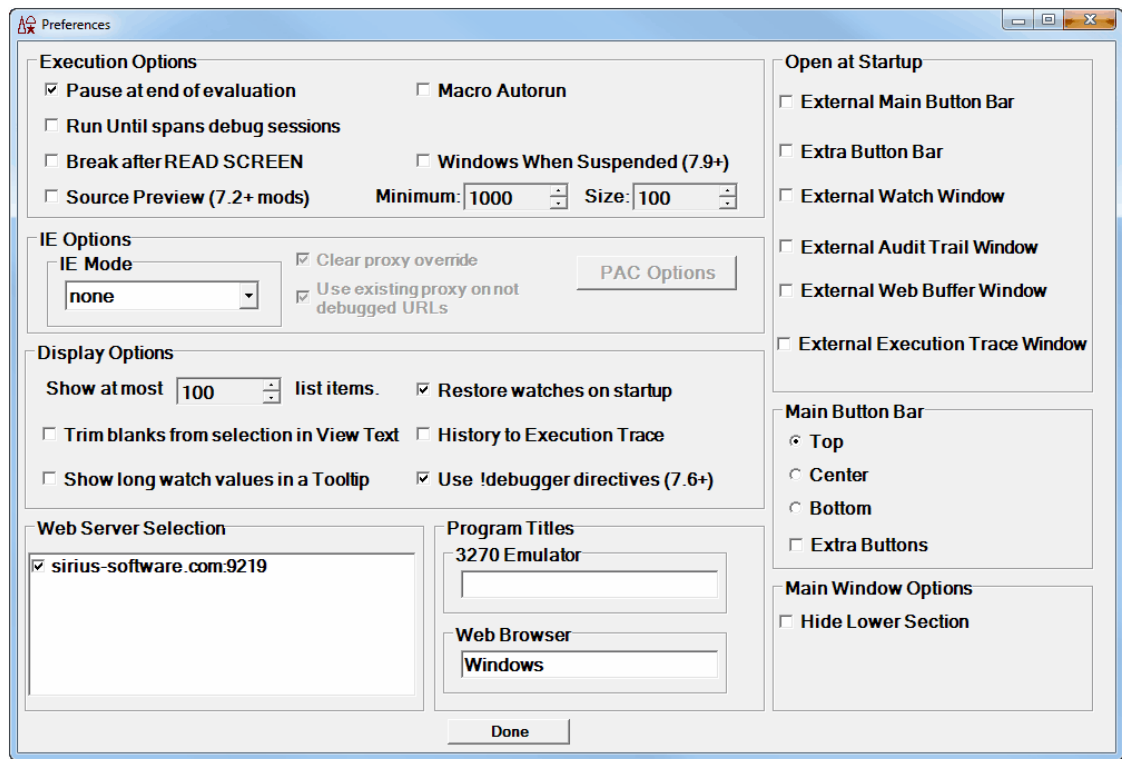 Preferences
Execution Options
Pause at end of evaluation
Macro Autorun
Run Until spans debug sessions
Break after READ SCREEN
Windows When Suspended (7.9+)
Source Preview (7.2+ mods)
Minimum: 1000
Size: 100
IE Options
IE Mode
none
Clear proxy override
Use existing proxy on not
debugged URLs
PAC Options
Display Options
Show at most 100 list items.
Restore watches on startup
Trim blanks from selection in View Text
History to Execution Trace
Show long watch values in a Tooltip
Use !debugger directives (7.6+)
Web Server Selection
sirius-software.com:9219
Program Titles
3270 Emulator
Web Browser
Windows
Open at Startup
External Main Button Bar
Extra Button Bar
External Watch Window
External Audit Trail Window
External Web Buffer Window
External Execution Trace Window
Main Button Bar
Top
Center
Bottom
Extra Buttons
Main Window Options
Hide Lower Section
Done